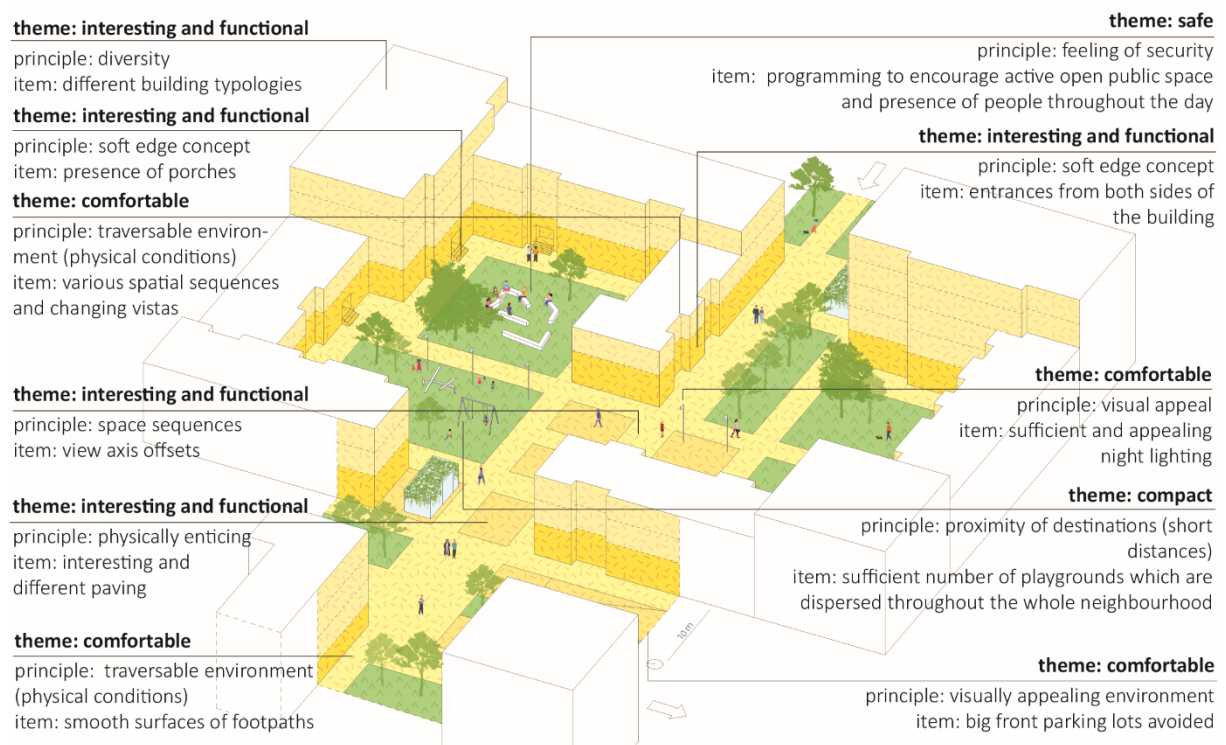 theme: interesting and functional
principle: diversity
item: different building typologies
theme: interesting and functional
principle: soft edge concept
item: presence of porches
theme: comfortable
principle: traversable environ-
ment (physical conditions)
item: various spatial sequences
and changing vistas
theme: interesting and functional
principle: space sequences
item: view axis offsets
theme: interesting and functional
principle: physically enticing
item: interesting and
different paving
theme: comfortable
principle: traversable environment
(physical conditions)
item: smooth surfaces of footpaths
theme: safe
principle: feeling of security
item: programming to encourage active open public space
and presence of people throughout the day
theme: interesting and functional
principle: soft edge concept
item: entrances from both sides of
the building
theme: comfortable
principle: visual appeal
item: sufficient and appealing
night lighting
theme: compact
principle: proximity of destinations (short
distances)
item: sufficient number of playgrounds which are
dispersed throughout the whole neighbourhood
10 m
theme: comfortable
principle: visually appealing environment
item: big front parking lots avoided